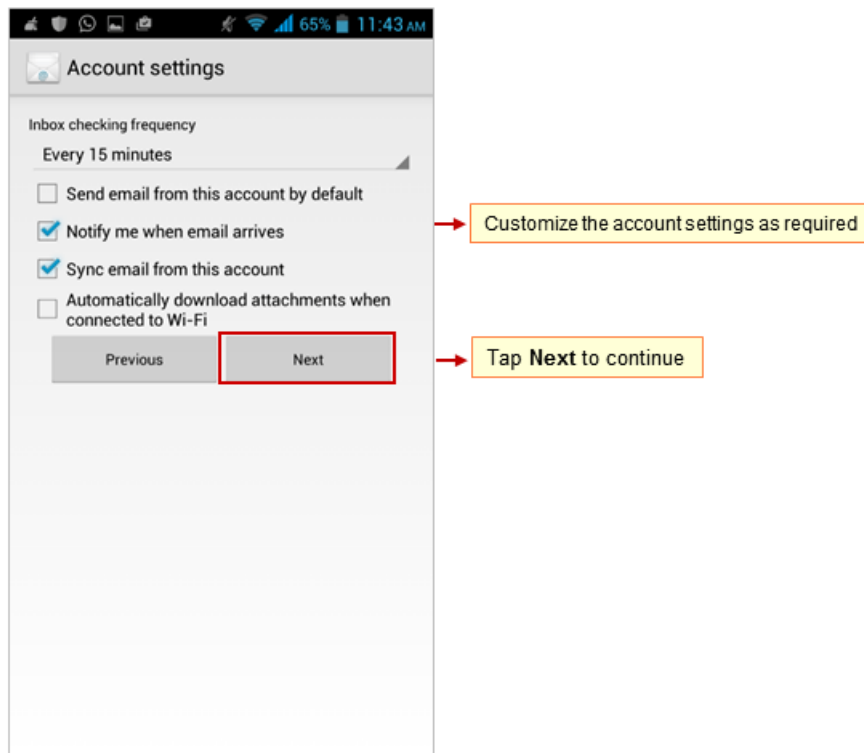 65% 11:43 AM
Account settings
Inbox checking frequency
Every 15 minutes
Send email from this account by default
Notify me when email arrives
Customize the account settings as required
Sync email from this account
Automatically download attachments when
connected to Wi-Fi
Previous
Next
Tap Next to continue